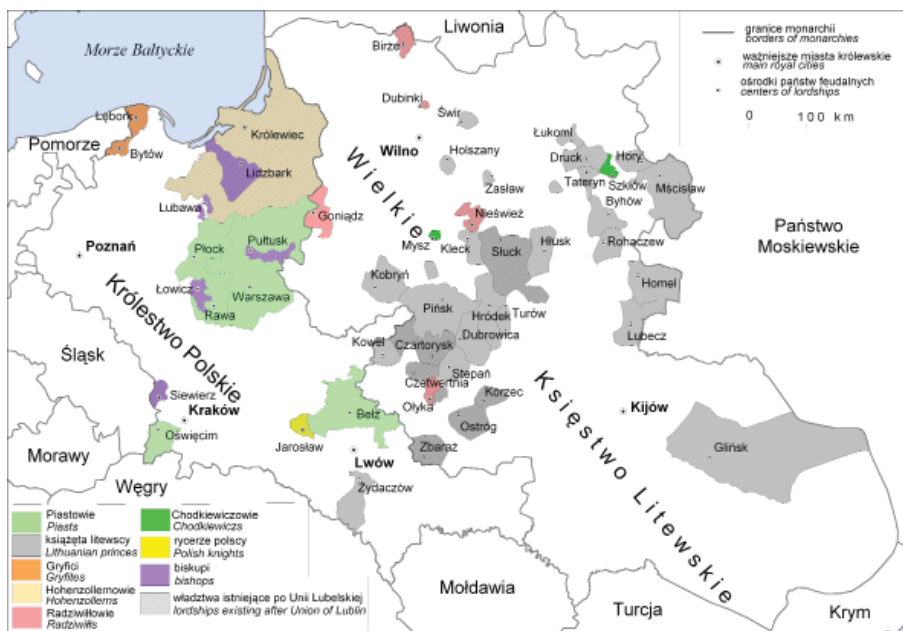 Liwonia
granice monarchii
borders of monarchies
ważniejsze miasta królewskie
main royal cities
ośrodki państw feudalnych
centers of lordships
0 100 km
Morze Bałtyckie
Birże
Dubinki
Świr
Wilno
Holszany
Zasław
Łukoml
Druck
Hory
Tateryn
Szkłów
Byhów
Mścisław
Rohaczew
Państwo
Moskiewskie
Lębork
Bytów
Pomorze
Królewiec
Lidzbark
Lubawa
Goniądz
Poznań
Płock
Pułtusk
Łowicz
Warszawa
Rawa
Wielkie
Nieśwież
Mysz
Kleck
Słuck
Hłusk
Kobryń
Pińsk
Hródek
Turów
Homel
Lubecz
Dubrowica
Czartorysk
Kowel
Stepań
Czetwertnia
Ołyka
Korzec
Ostróg
Zbaraż
Królestwo Polskie
Śląsk
Siewierz
Kraków
Oświęcim
Morawy
Węgry
Jarosław
Bełz
Lwów
Żydaczów
Księstwo Litewskie
Kijów
Glińsk
Mołdawia
Turcja
Krym
Piastowie
Piasts
książęta litewscy
Lithuanian princes
Gryfici
Gryfites
Hohenzollernowie
Hohenzollerns
Radziwiłłowie
Radziwiłls
Chodkiewiczowie
Chodkiewiczs
rycerze polscy
Polish knights
biskupi
bishops
władztwa istniejące po Unii Lubelskiej
lordships existing after Union of Lublin